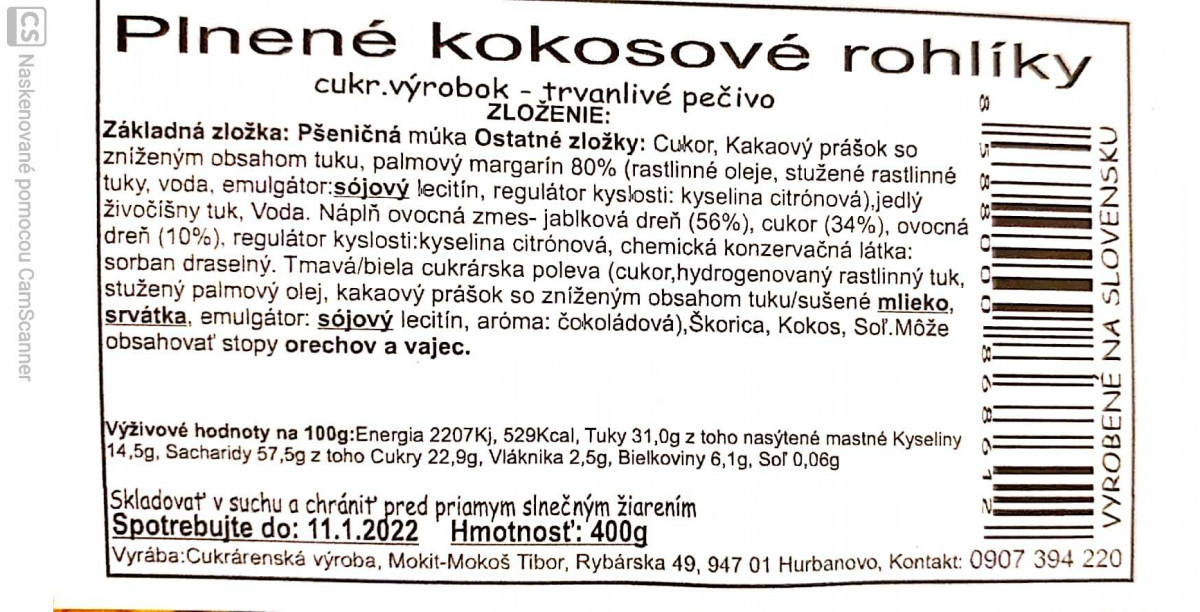 Plnené kokosové rohlíky
cukr.výrobok - trvanlivé pečivo
ZLOŽENIE:
Základná zložka: Pšeničná múka Ostatné zložky: Cukor, Kakaový prášok so
zníženým obsahom tuku, palmový margarín 80% (rastlinné oleje, stužené rastlinné
tuky, voda, emulgátor:sójový lecitín, regulátor kyslosti: kyselina citrónová),jedlý
živočíšny tuk, Voda. Náplň ovocná zmes- jablková dreň (56%), cukor (34%), ovocná
dreň (10%), regulátor kyslosti:kyselina citrónová, chemická konzervačná látka:
sorban draselný. Tmavá/biela cukrárska poleva (cukor,hydrogenovaný rastlinný tuk,
stužený palmový olej, kakaový prášok so zníženým obsahom tuku/sušené mlieko,
srvátka, emulgátor: sójový lecitín, aróma: čokoládová),Škorica, Kokos, Soľ.Môže
obsahovať stopy orechov a vajec.
Výživové hodnoty na 100g:Energia 2207Kj, 529Kcal, Tuky 31,0g z toho nasýtené mastné Kyseliny
14,5g, Sacharidy 57,5g z toho Cukry 22,9g, Vláknika 2,5g, Bielkoviny 6,1g, Soľ 0,06g
Skladovať v suchu a chrániť pred priamym slnečným žiarením
Spotrebujte do: 11.1.2022 Hmotnosť: 400g
Vyrába:Cukrárenská výroba, Mokit-Mokoš Tibor, Rybárska 49, 947 01 Hurbanovo, Kontakt: 0907 394 220
8 588000 868612
VYROBENÉ NA SLOVENSKU
CS Naskenované pomocou CamScanner